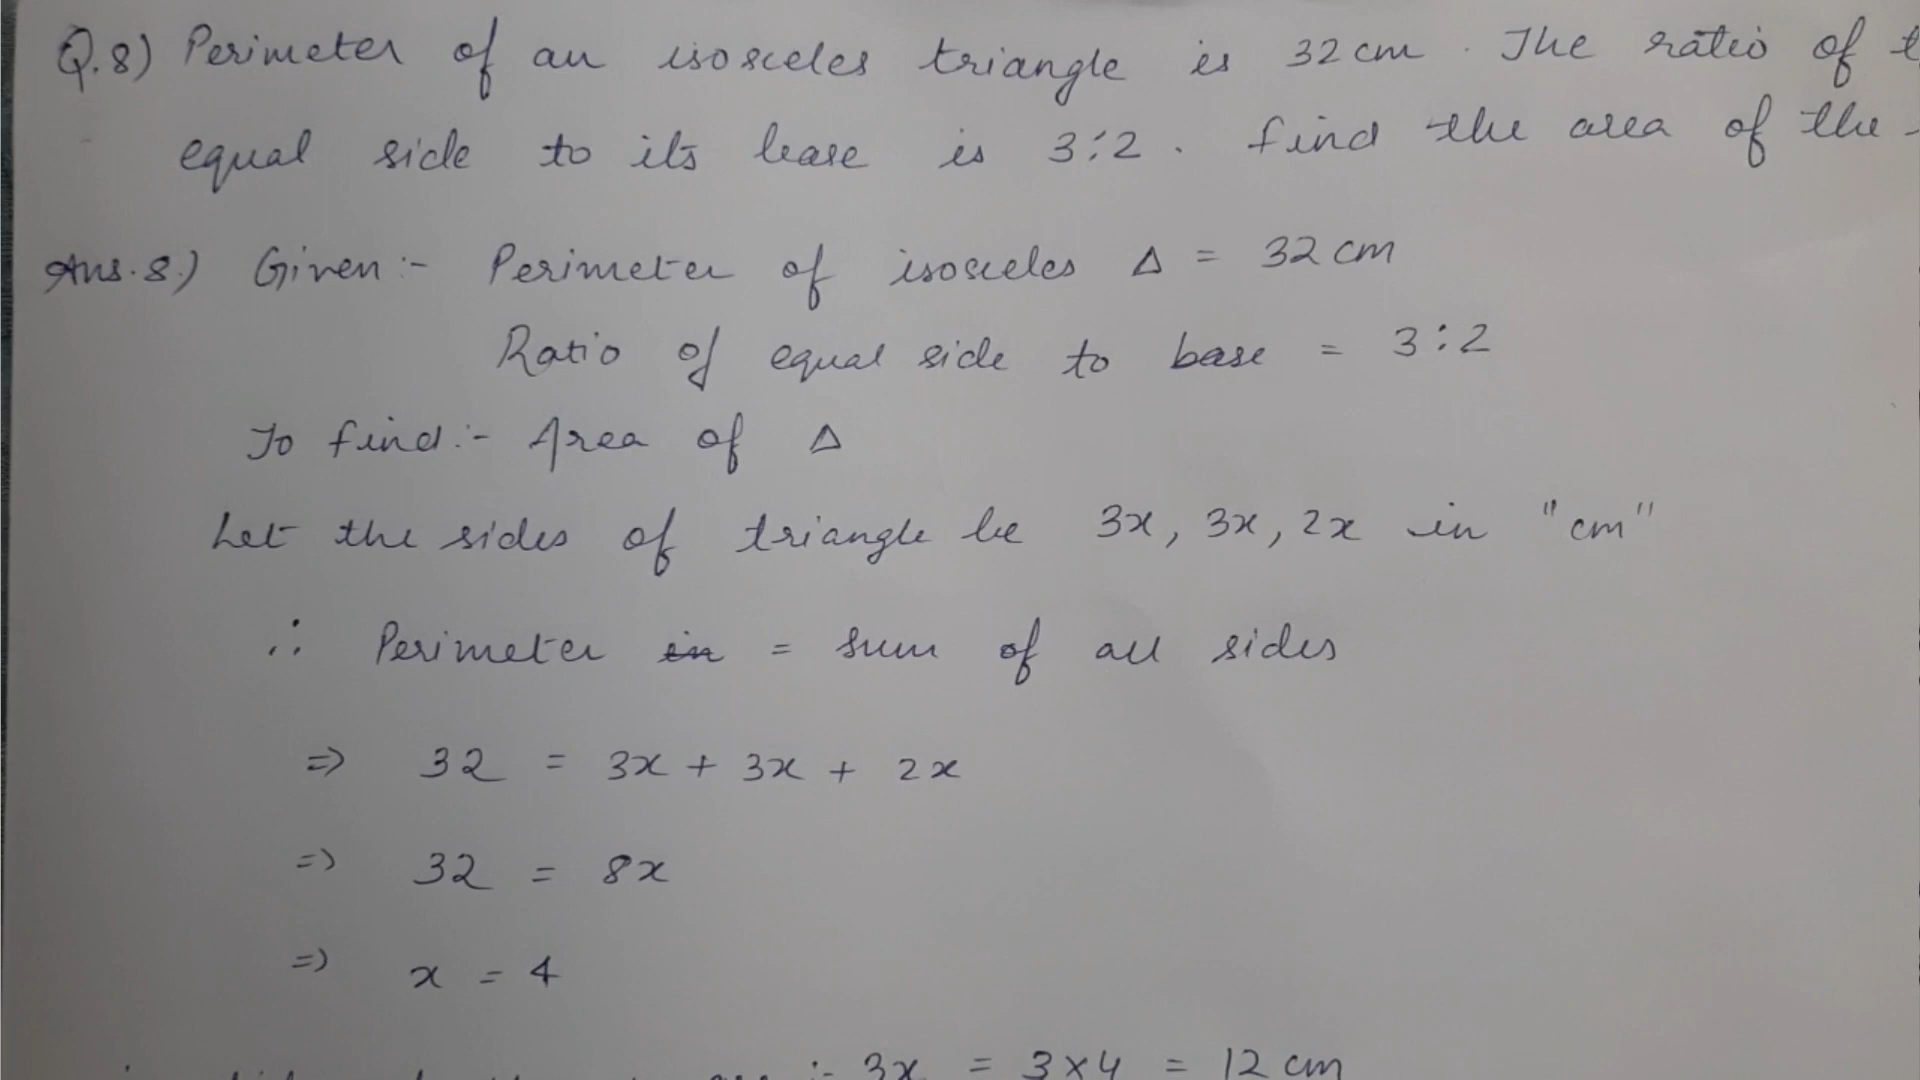 Q.8) Perimeter of an isosceles triangle is 32 cm. The ratio of
equal side to its base is 3:2. find the area of the
Ans.8.) Given :- Perimeter of isosceles Δ = 32 cm
Ratio of equal side to base = 3:2
To find :- Area of Δ
Let the sides of triangle be 3x, 3x, 2x in "cm"
∴ Perimeter in = sum of all sides
=> 32 = 3x + 3x + 2x
=> 32 = 8x
=> x = 4
:- 3x = 3×4 = 12 cm